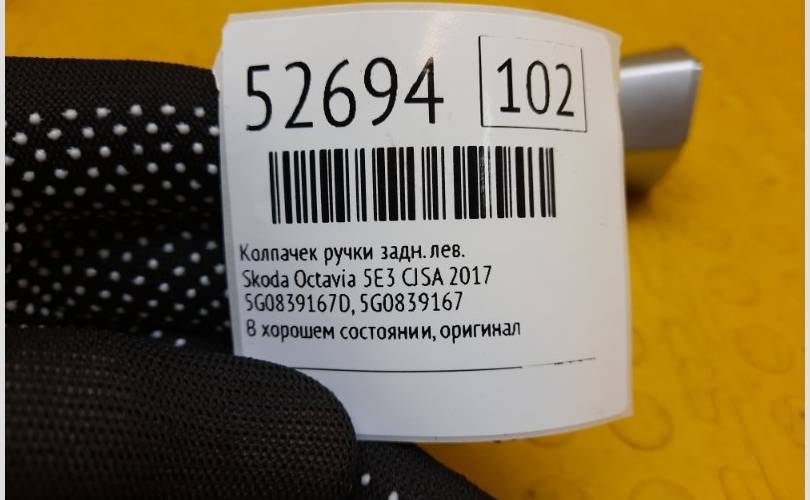 52694 102
Колпачек ручки задн. лев.
Skoda Octavia 5E3 CJSA 2017
5G0839167D, 5G0839167
В хорошем состоянии, оригинал